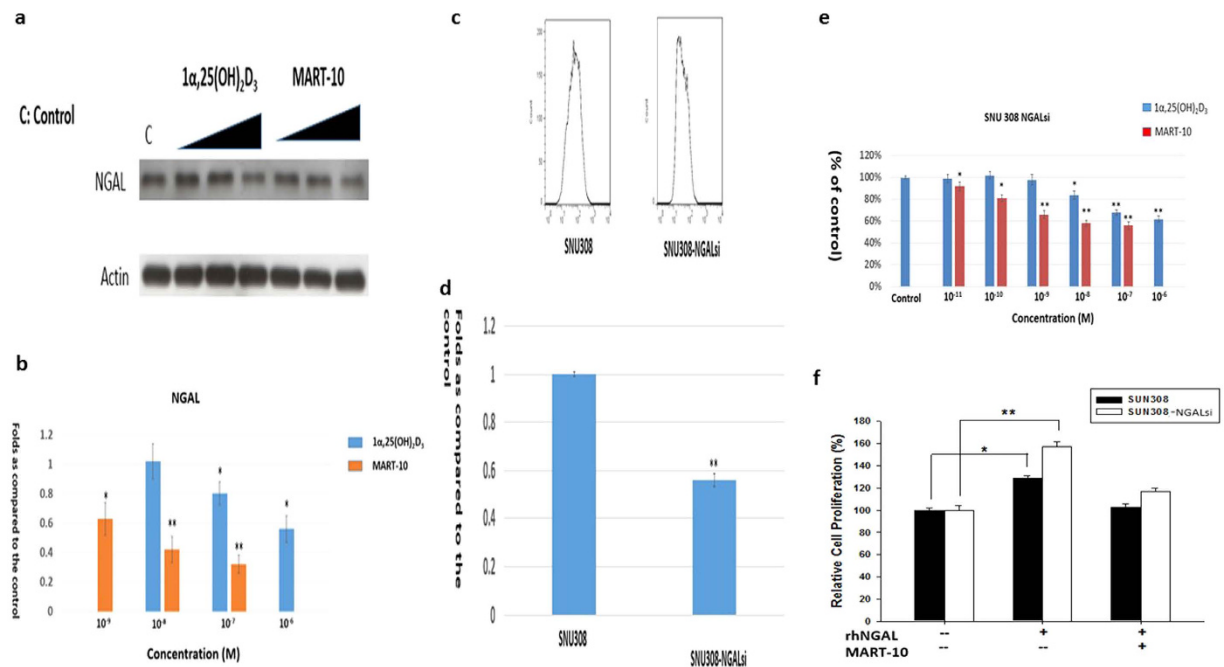 a
1α,25(OH)₂D₃ MART-10
C: Control
C
NGAL
Actin
b
NGAL
Folds as compared to the control
1.2
1
0.8
0.6
0.4
0.2
0
* ** * ** *
10⁻⁹ 10⁻⁸ 10⁻⁷ 10⁻⁶
Concentration (M)
1α,25(OH)₂D₃
MART-10
c
SNU308
SNU308-NGALsi
d
Folds as compared to the
control
1.2
1
0.8
0.6
0.4
0.2
0
**
SNU308
SNU308-NGALsi
e
1α,25(OH)₂D₃
MART-10
SNU 308 NGALsi
(% of control)
120%
100%
80%
60%
40%
20%
0%
* * ** * ** ** ** **
Control 10⁻¹¹ 10⁻¹⁰ 10⁻⁹ 10⁻⁸ 10⁻⁷ 10⁻⁶
Concentration (M)
f
SUN308
SUN308-NGALsi
Relative Cell Proliferation (%)
180
160
140
120
100
80
60
40
20
0
**
*
rhNGAL -- + +
MART-10 -- -- +